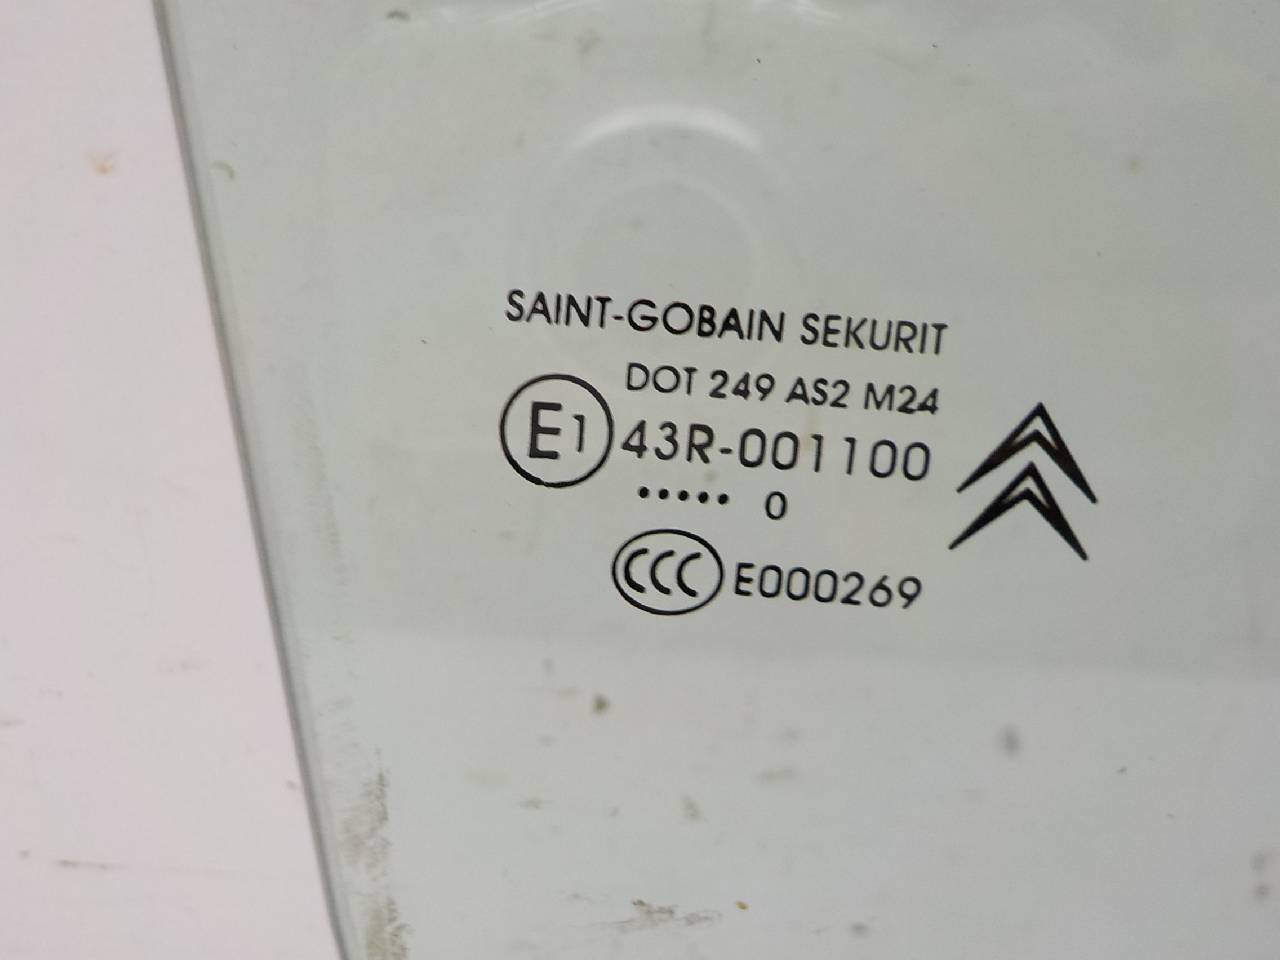 SAINT-GOBAIN SEKURIT
DOT 249 AS2 M24
E1 43R-001100
..... 0
CCC E000269